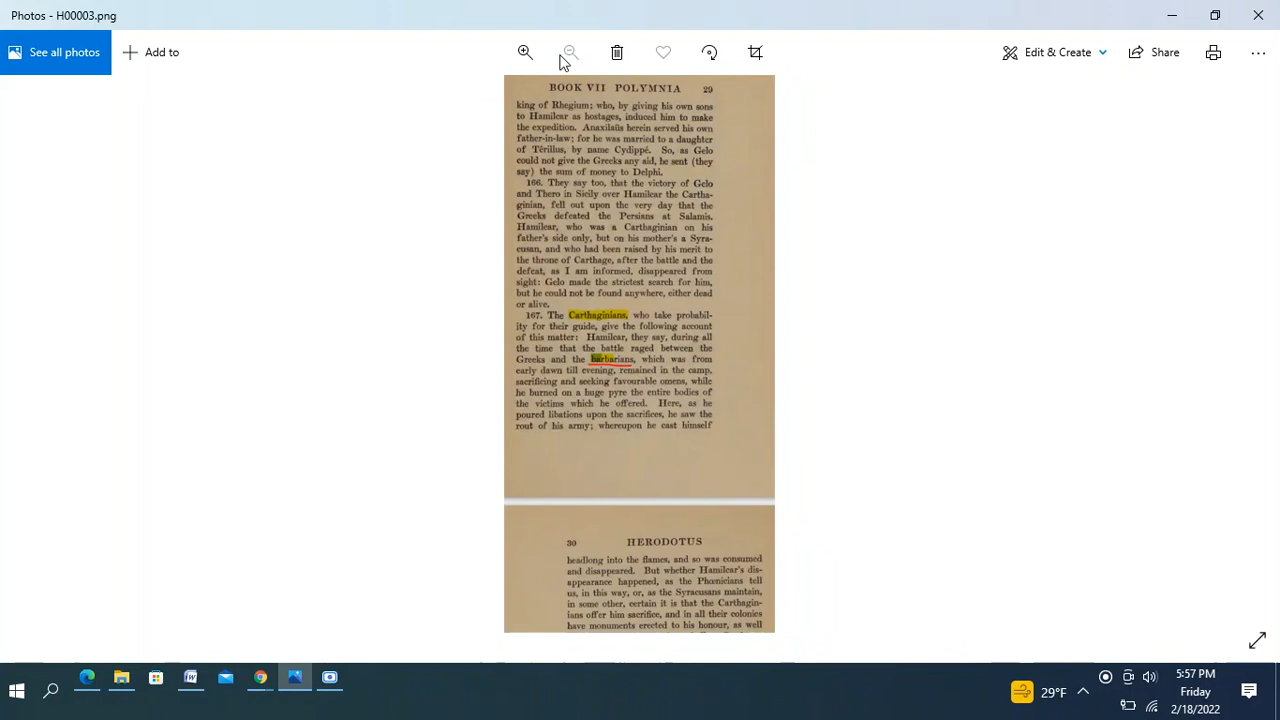 Photos - H00003.png
See all photos
Add to
Edit & Create
Share
BOOK VII POLYMNIA 29
king of Rhegium; who, by giving his own sons
to Hamilcar as hostages, induced him to make
the expedition. Anaxilaüs herein served his own
father-in-law; for he was married to a daughter
of Térillus, by name Cydippé. So, as Gelo
could not give the Greeks any aid, he sent (they
say) the sum of money to Delphi.
166. They say too, that the victory of Gelo
and Thero in Sicily over Hamilcar the Cartha-
ginian, fell out upon the very day that the
Greeks defeated the Persians at Salamis.
Hamilcar, who was a Carthaginian on his
father's side only, but on his mother's a Syra-
cusan, and who had been raised by his merit to
the throne of Carthage, after the battle and the
defeat, as I am informed, disappeared from
sight: Gelo made the strictest search for him,
but he could not be found anywhere, either dead
or alive.
167. The Carthaginians, who take probabil-
ity for their guide, give the following account
of this matter: Hamilcar, they say, during all
the time that the battle raged between the
Greeks and the barbarians, which was from
early dawn till evening, remained in the camp,
sacrificing and seeking favourable omens, while
he burned on a huge pyre the entire bodies of
the victims which he offered. Here, as he
poured libations upon the sacrifices, he saw the
rout of his army; whereupon he cast himself
30 HERODOTUS
headlong into the flames, and so was consumed
and disappeared. But whether Hamilcar's dis-
appearance happened, as the Phœnicians tell
us, in this way, or, as the Syracusans maintain,
in some other, certain it is that the Carthagin-
ians offer him sacrifice, and in all their colonies
have monuments erected to his honour, as well
29°F
5:57 PM
Friday
2/18/2022